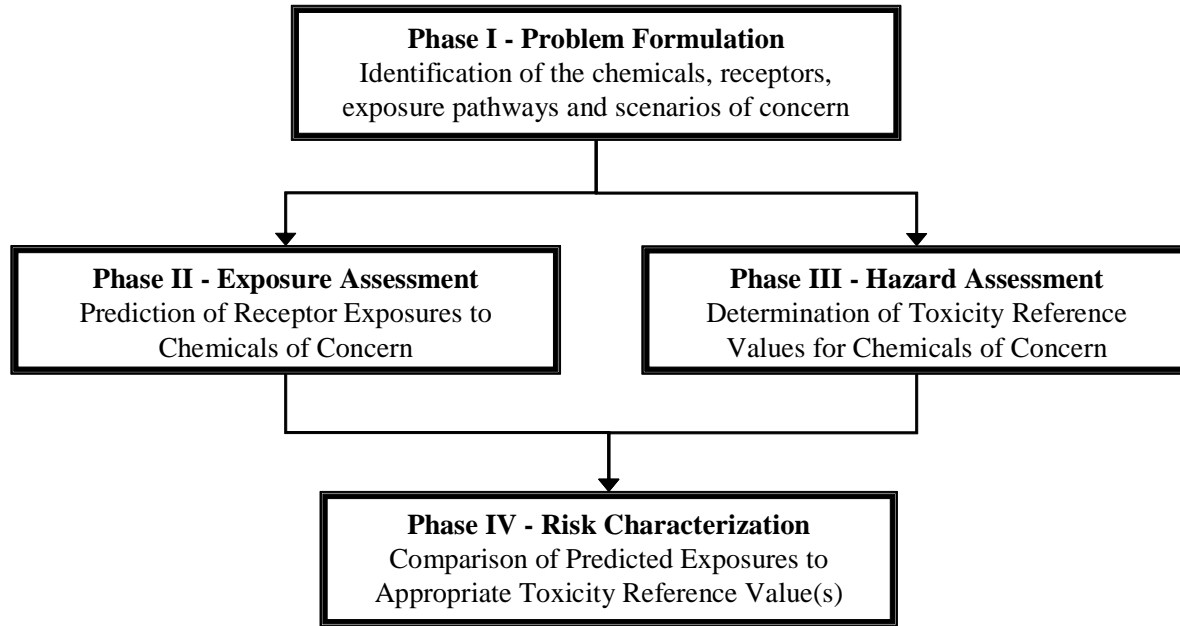 Phase I - Problem Formulation
Identification of the chemicals, receptors,
exposure pathways and scenarios of concern
Phase II - Exposure Assessment
Prediction of Receptor Exposures to
Chemicals of Concern
Phase III - Hazard Assessment
Determination of Toxicity Reference
Values for Chemicals of Concern
Phase IV - Risk Characterization
Comparison of Predicted Exposures to
Appropriate Toxicity Reference Value(s)